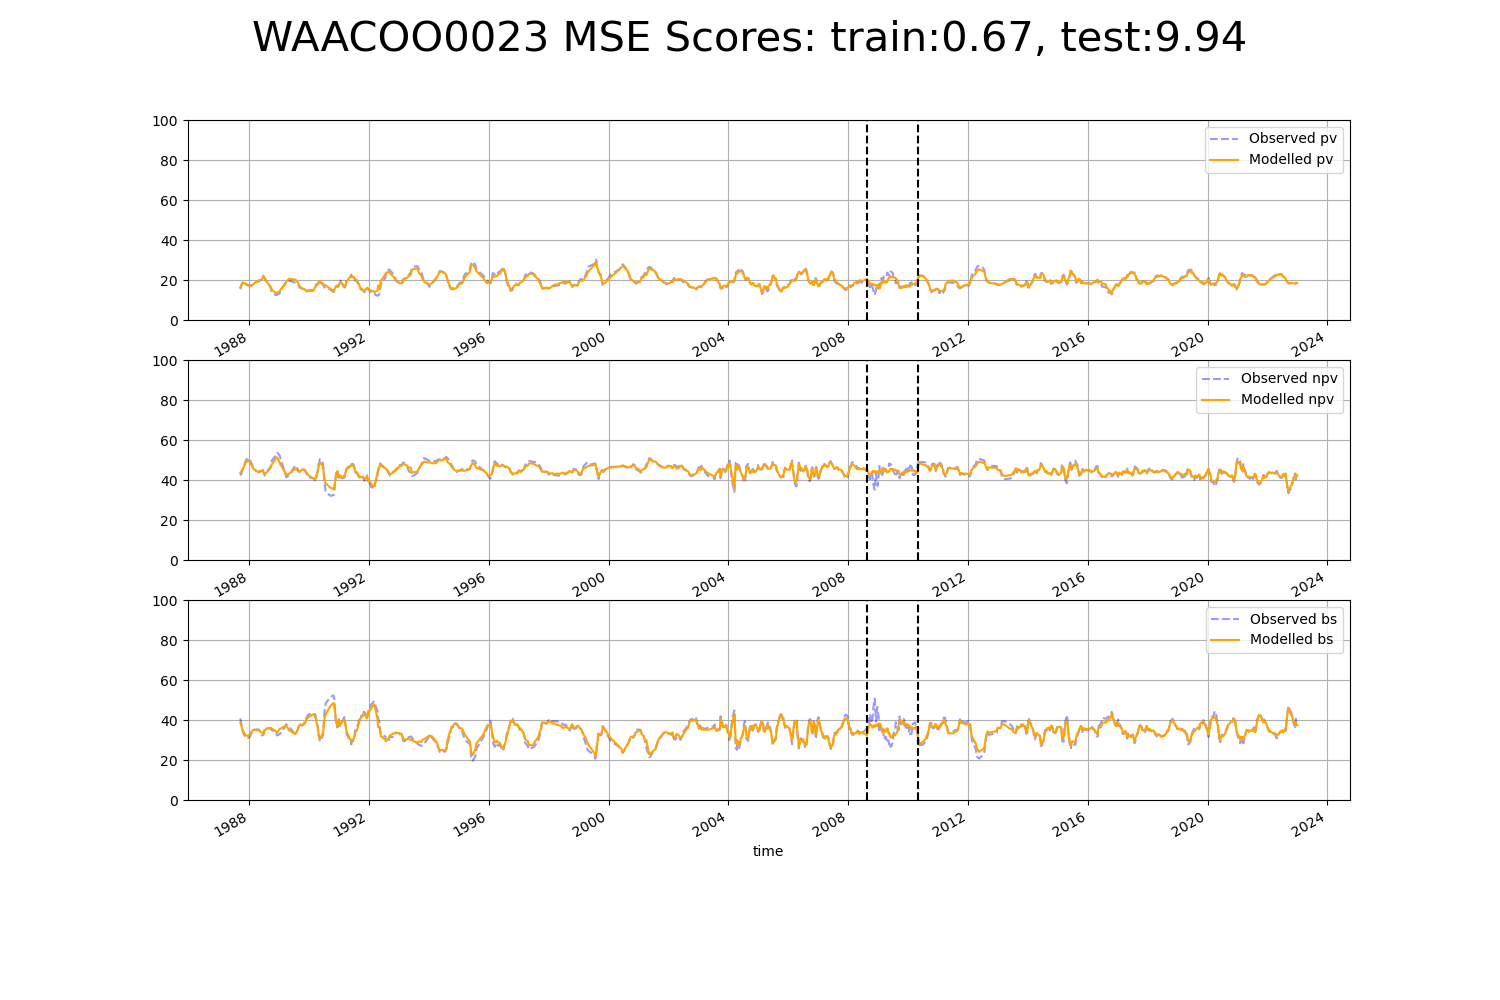 WAACOO0023 MSE Scores: train:0.67, test:9.94
100
80
60
40
20
0
Observed pv
Modelled pv
1988 1992 1996 2000 2004 2008 2012 2016 2020 2024
100
80
60
40
20
0
Observed npv
Modelled npv
1988 1992 1996 2000 2004 2008 2012 2016 2020 2024
100
80
60
40
20
0
Observed bs
Modelled bs
1988 1992 1996 2000 2004 2008 2012 2016 2020 2024
time